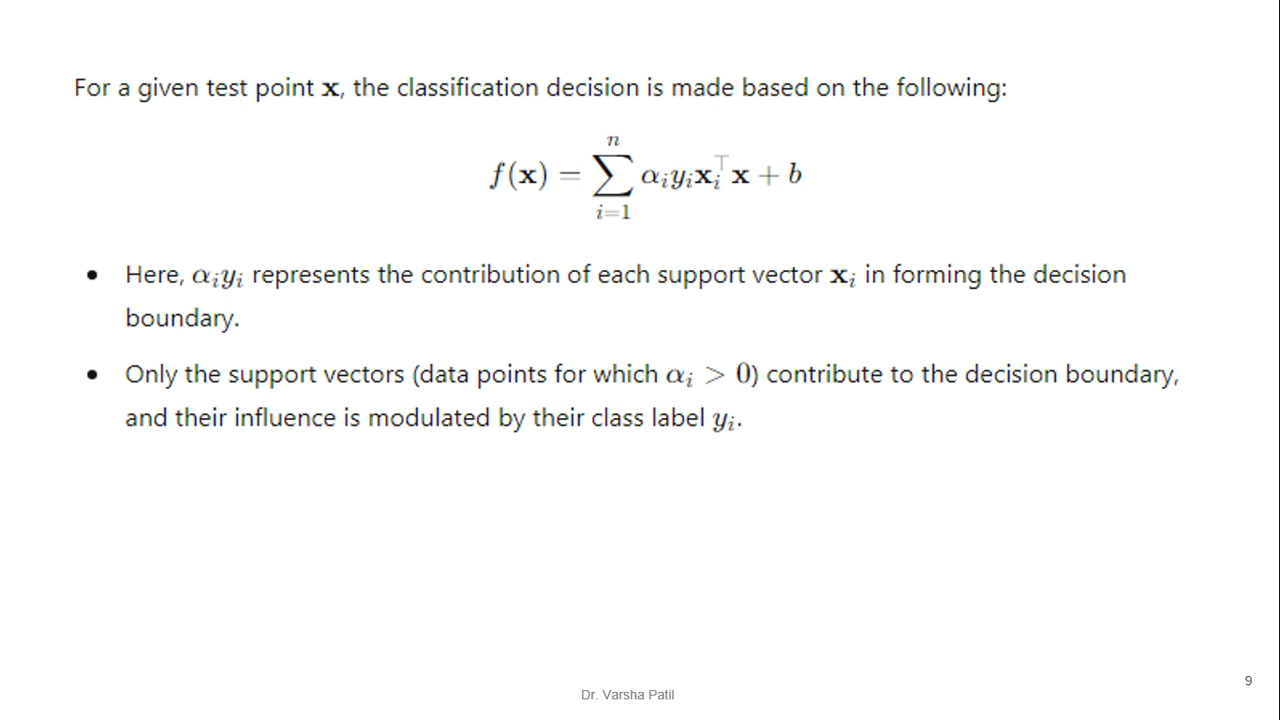 For a given test point x, the classification decision is made based on the following:
f(x) = ∑_{i=1}^{n} α_i y_i x_i^⊤ x + b
• Here, α_i y_i represents the contribution of each support vector x_i in forming the decision
boundary.
• Only the support vectors (data points for which α_i > 0) contribute to the decision boundary,
and their influence is modulated by their class label y_i.
Dr. Varsha Patil
9